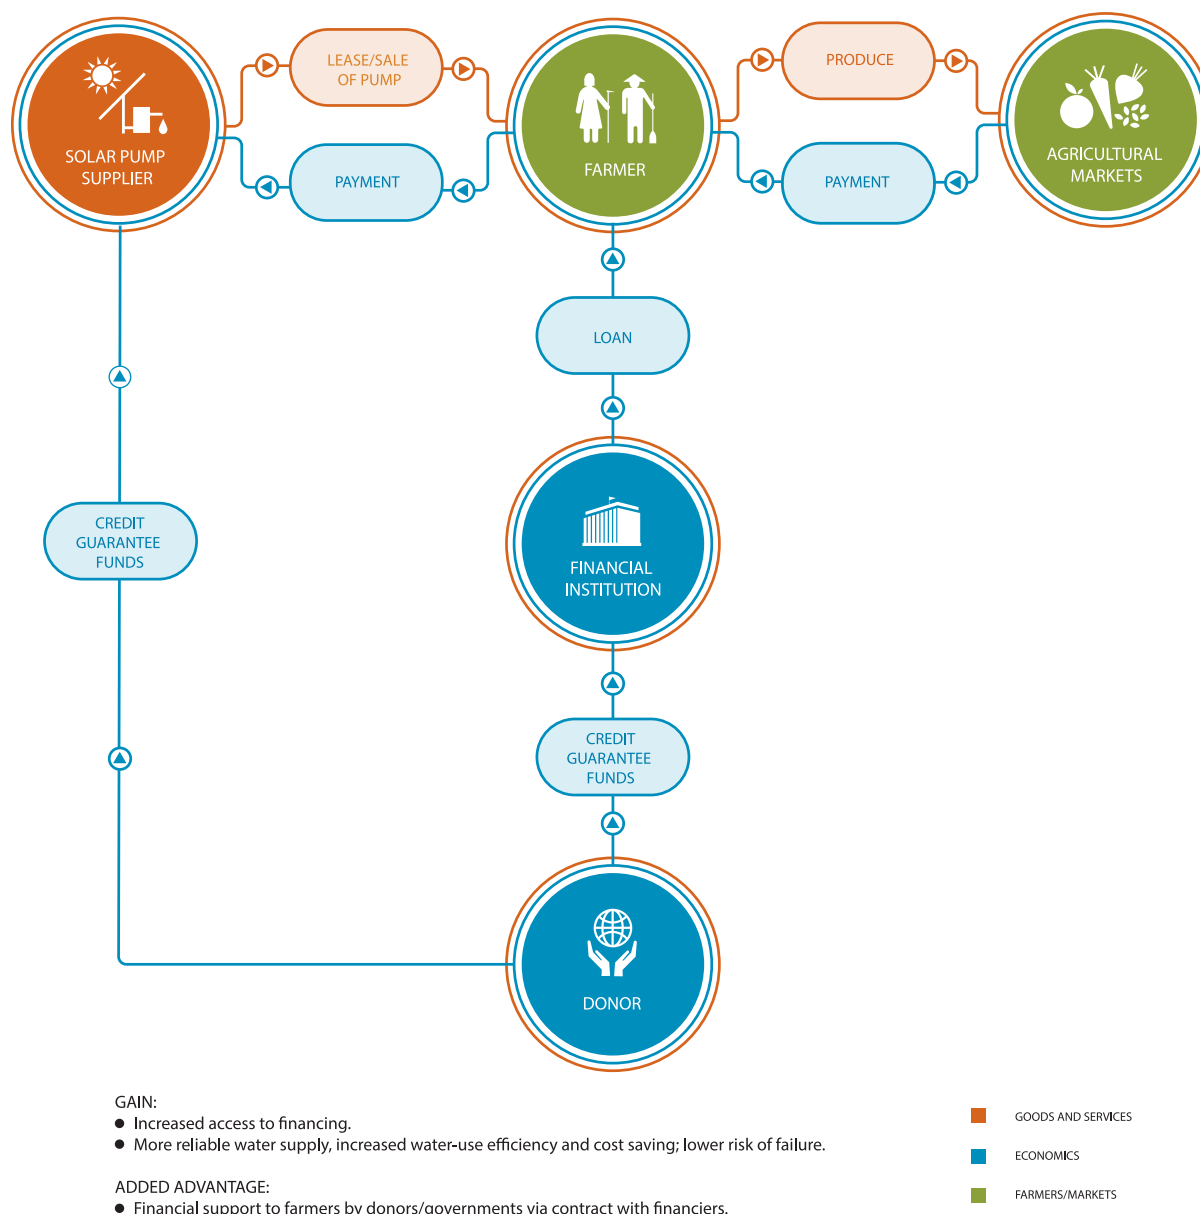 LEASE/SALE
OF PUMP
PRODUCE
SOLAR PUMP
SUPPLIER
PAYMENT
FARMER
PAYMENT
AGRICULTURAL
MARKETS
LOAN
CREDIT
GUARANTEE
FUNDS
FINANCIAL
INSTITUTION
CREDIT
GUARANTEE
FUNDS
DONOR
GAIN:
● Increased access to financing.
● More reliable water supply, increased water-use efficiency and cost saving; lower risk of failure.
ADDED ADVANTAGE:
● Financial support to farmers by donors/governments via contract with financiers.
GOODS AND SERVICES
ECONOMICS
FARMERS/MARKETS